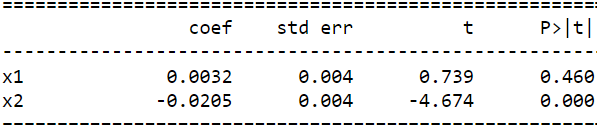 coef std err t P>|t|
x1 0.0032 0.004 0.739 0.460
x2 -0.0205 0.004 -4.674 0.000